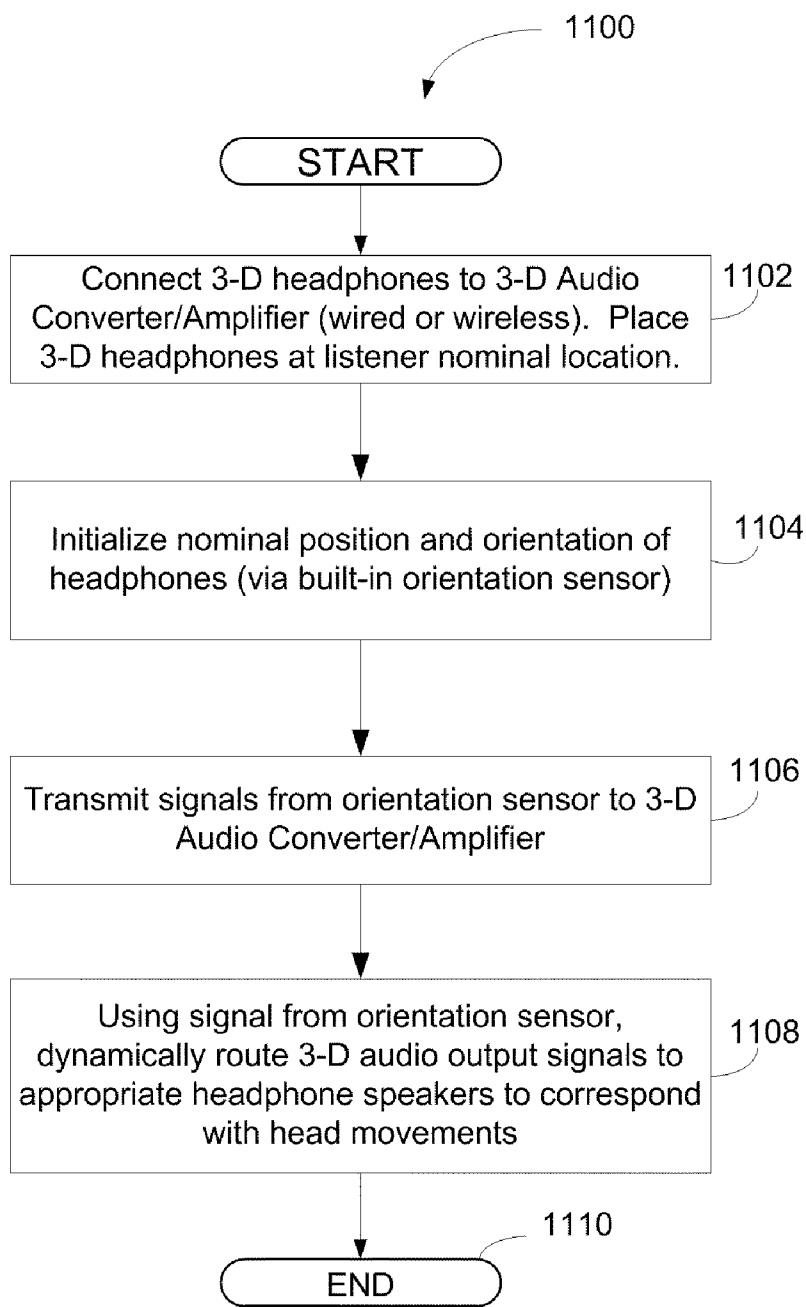 1100
START
Connect 3-D headphones to 3-D Audio
Converter/Amplifier (wired or wireless).  Place
3-D headphones at listener nominal location.
1102
Initialize nominal position and orientation of
headphones (via built-in orientation sensor)
1104
Transmit signals from orientation sensor to 3-D
Audio Converter/Amplifier
1106
Using signal from orientation sensor,
dynamically route 3-D audio output signals to
appropriate headphone speakers to correspond
with head movements
1108
END
1110